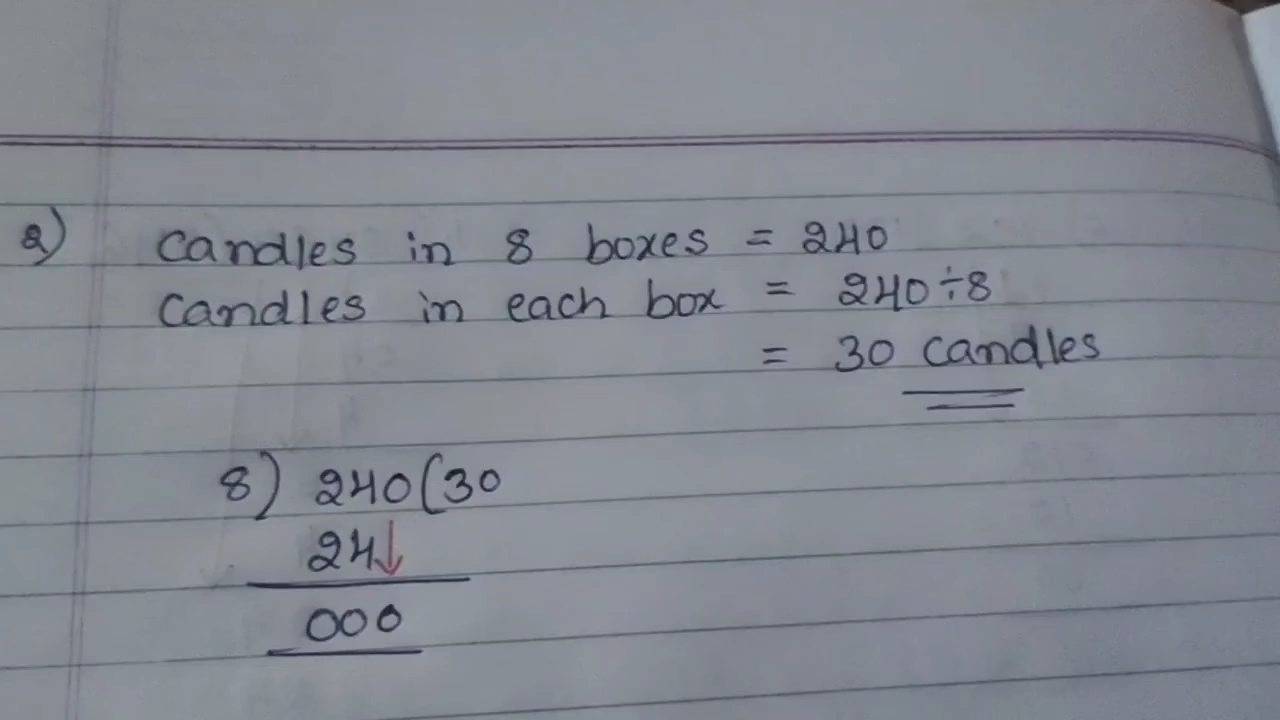 2) Candles in 8 boxes = 240
Candles in each box = 240÷8
= 30 candles
8) 240(30
24↓
000